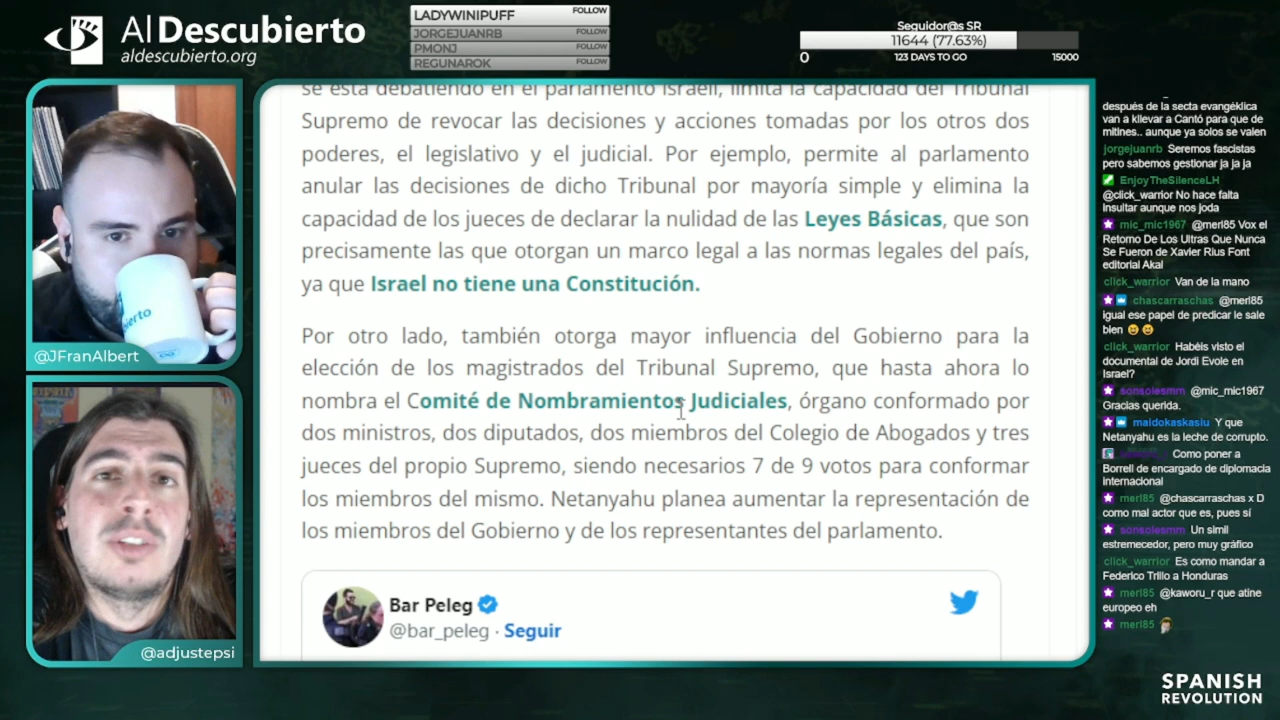 Al Descubierto
aldescubierto.org
LADYWINIPUFF FOLLOW
JORGEJUANRB FOLLOW
PMONJ FOLLOW
REGUNAROK FOLLOW
Seguidor@s SR
11644 (77.63%)
0 123 DAYS TO GO 15000
@JFranAlbert
@adjustepsi
se está debatiendo en el parlamento israelí, limita la capacidad del Tribunal
Supremo de revocar las decisiones y acciones tomadas por los otros dos
poderes, el legislativo y el judicial. Por ejemplo, permite al parlamento
anular las decisiones de dicho Tribunal por mayoría simple y elimina la
capacidad de los jueces de declarar la nulidad de las Leyes Básicas, que son
precisamente las que otorgan un marco legal a las normas legales del país,
ya que Israel no tiene una Constitución.
Por otro lado, también otorga mayor influencia del Gobierno para la
elección de los magistrados del Tribunal Supremo, que hasta ahora lo
nombra el Comité de Nombramientos Judiciales, órgano conformado por
dos ministros, dos diputados, dos miembros del Colegio de Abogados y tres
jueces del propio Supremo, siendo necesarios 7 de 9 votos para conformar
los miembros del mismo. Netanyahu planea aumentar la representación de
los miembros del Gobierno y de los representantes del parlamento.
Bar Peleg
@bar_peleg · Seguir
después de la secta evangéklica
van a kllevar a Cantó para que de
mitines.. aunque ya solos se valen
jorgejuanrb Seremos fascistas
pero sabemos gestionar ja ja ja
EnjoyTheSilenceLH
@click_warrior No hace falta
insultar aunque nos joda
mic_mic1967 @merl85 Vox el
Retorno De Los Ultras Que Nunca
Se Fueron de Xavier Rius Font
editorial Akal
click_warrior Van de la mano
chascarraschas @merl85
igual ese papel de predicar le sale
bien
click_warrior Habéis visto el
documental de Jordi Evole en
Israel?
sonsolesmm @mic_mic1967
Gracias querida.
maidokaskasiu Y que
Netanyahu es la leche de corrupto.
Como poner a
Borrell de encargado de diplomacia
internacional
merl85 @chascarraschas x D
como mal actor que es, pues sí
sonsolesmm Un simil
estremecedor, pero muy gráfico
click_warrior Es como mandar a
Federico Trillo a Honduras
merl85 @kaworu_r que atine
europeo eh
merl85
SPANISH
REVOLUTION